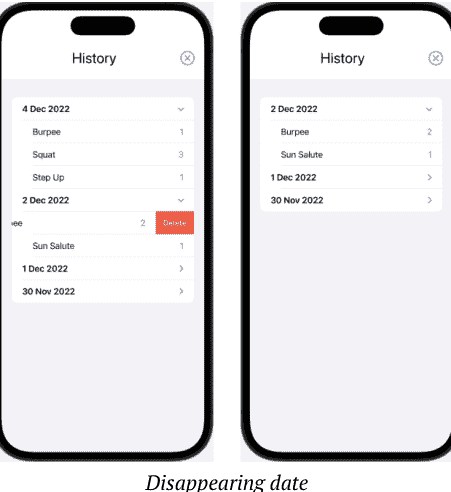 History
4 Dec 2022
Burpee 1
Squat 3
Step Up 1
2 Dec 2022
ee 2 Delete
Sun Salute 1
1 Dec 2022
30 Nov 2022
History
2 Dec 2022
Burpee 2
Sun Salute 1
1 Dec 2022
30 Nov 2022
Disappearing date